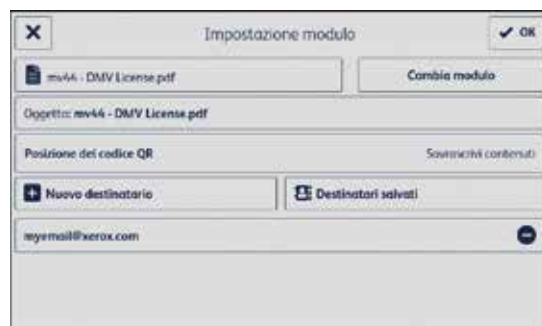 Impostazione modulo
OK
mv44 - DMV License.pdf
Cambia modulo
Oggetto: mv44 - DMV License.pdf
Posizione del codice QR
Sovrascrivi contenuti
Nuovo destinatario
Destinatari salvati
myemail@xerox.com